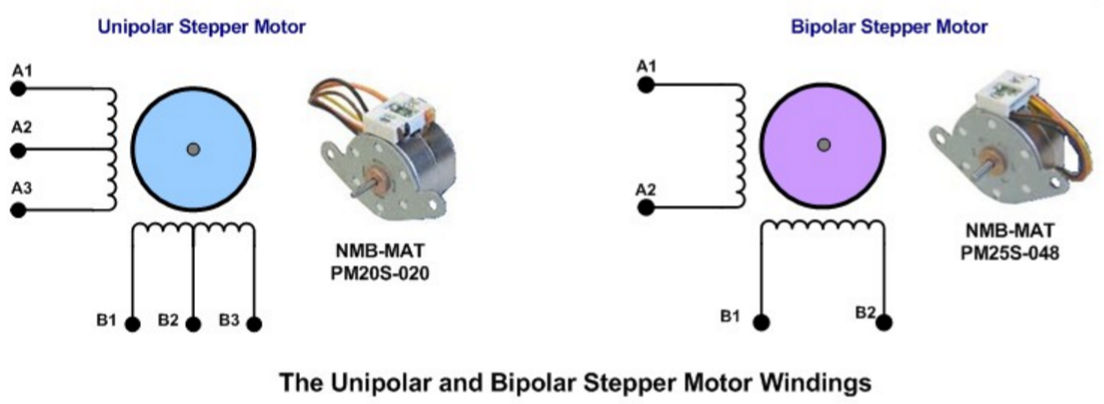 Unipolar Stepper Motor
A1
A2
A3
B1
B2
B3
NMB-MAT
PM20S-020
Bipolar Stepper Motor
A1
A2
B1
B2
NMB-MAT
PM25S-048
The Unipolar and Bipolar Stepper Motor Windings